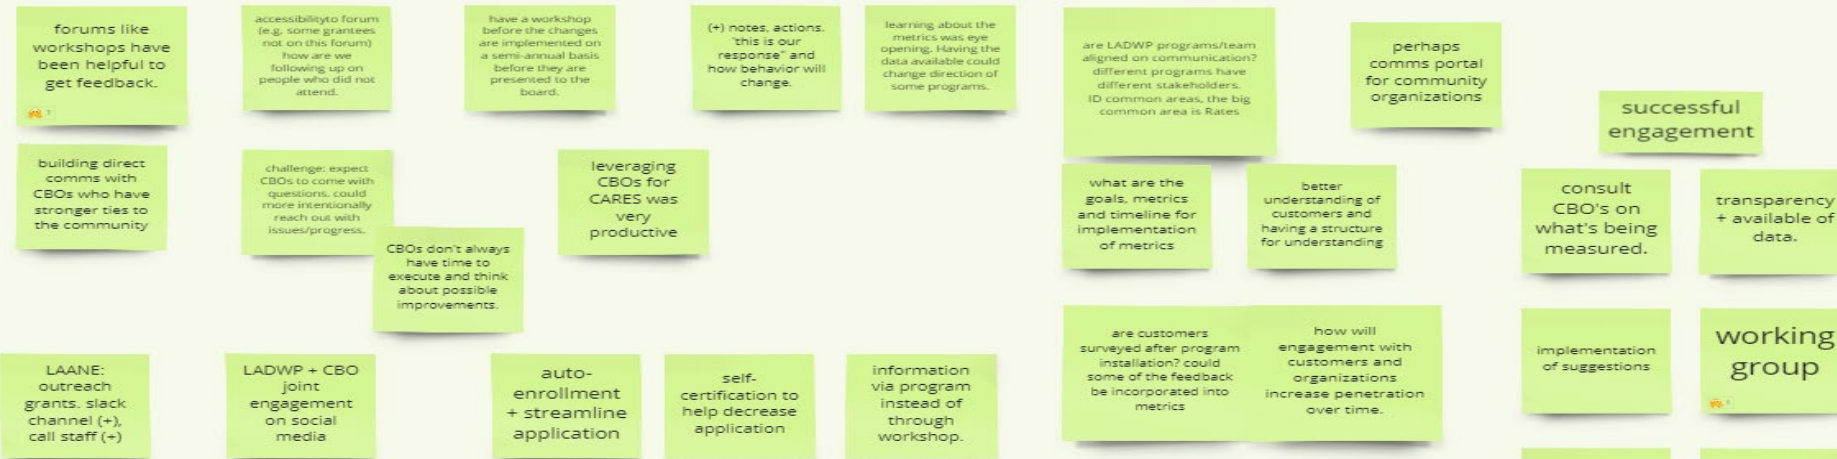 forums like
workshops have
been helpful to
get feedback.
accessibilityto forum
(e.g. some grantees
not on this forum)
how are we
following up on
people who did not
attend.
have a workshop
before the changes
are implemented on
a semi-annual basis
before they are
presented to the
board.
(+) notes, actions.
"this is our
response" and
how behavior will
change.
learning about the
metrics was eye
opening. Having the
data available could
change direction of
some programs.
are LADWP programs/team
aligned on communication?
different programs have
different stakeholders.
ID common areas, the big
common area is Rates
perhaps
comms portal
for community
organizations
successful
engagement
building direct
comms with
CBOs who have
stronger ties to
the community
challenge: expect
CBOs to come with
questions. could
more intentionally
reach out with
issues/progress.
CBOs don't always
have time to
execute and think
about possible
improvements.
leveraging
CBOs for
CARES was
very
productive
what are the
goals, metrics
and timeline for
implementation
of metrics
better
understanding of
customers and
having a structure
for understanding
consult
CBO's on
what's being
measured.
transparency
+ available of
data.
LAANE:
outreach
grants. slack
channel (+),
call staff (+)
LADWP + CBO
joint
engagement
on social
media
auto-
enrollment
+ streamline
application
self-
certification to
help decrease
application
information
via program
instead of
through
workshop.
are customers
surveyed after program
installation? could
some of the feedback
be incorporated into
metrics
how will
engagement with
customers and
organizations
increase penetration
over time.
implementation
of suggestions
working
group